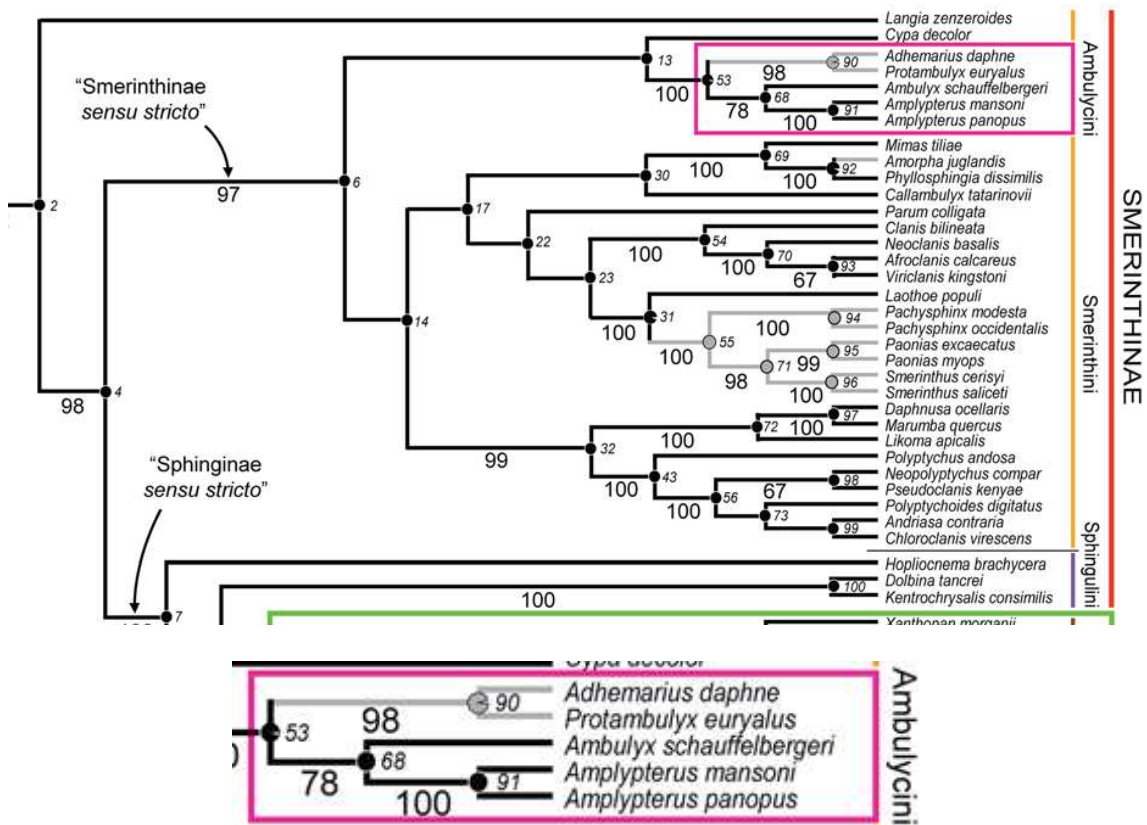 Langia zenzeroides
2
Cypa decolor
13
Adhemarius daphne
98
90
Protambulyx euryalus
100
53
Ambulyx schauffelbergeri
78
68
Amplypterus mansoni
100
91
Amplypterus panopus
Ambulycini
"Smerinthinae
sensu stricto"
97
6
Mimas tiliae
100
69
Amorpha juglandis
30
100
92
Phyllosphingia dissimilis
Callambulyx tatarinovii
17
Parum colligata
22
Clanis bilineata
100
54
Neoclanis basalis
100
70
Afroclanis calcareus
23
67
93
Viriclanis kingstoni
Laothoe populi
100
31
Pachysphinx modesta
14
100
94
Pachysphinx occidentalis
100
55
Paonias excaecatus
99
95
Paonias myops
98
71
Smerinthus cerisyi
100
96
Smerinthus saliceti
98
4
Daphnusa ocellaris
97
Marumba quercus
100
72
100
Likoma apicalis
99
32
Polyptychus andosa
100
43
Neopolyptychus compar
98
Pseudoclanis kenyae
100
56
67
Polyptychoides digitatus
73
Andriasa contraria
99
Chloroclanis virescens
Smerinthini
SMERINTHINAE
"Sphinginae
sensu stricto"
Hopliocnema brachycera
7
Dolbina tancrei
100
100
Kentrochrysalis consimilis
Sphingulini
Xanthopan morganii
Cypa decolor
Adhemarius daphne
98
90
Protambulyx euryalus
53
Ambulyx schauffelbergeri
78
68
Amplypterus mansoni
100
91
Amplypterus panopus
Ambulycini